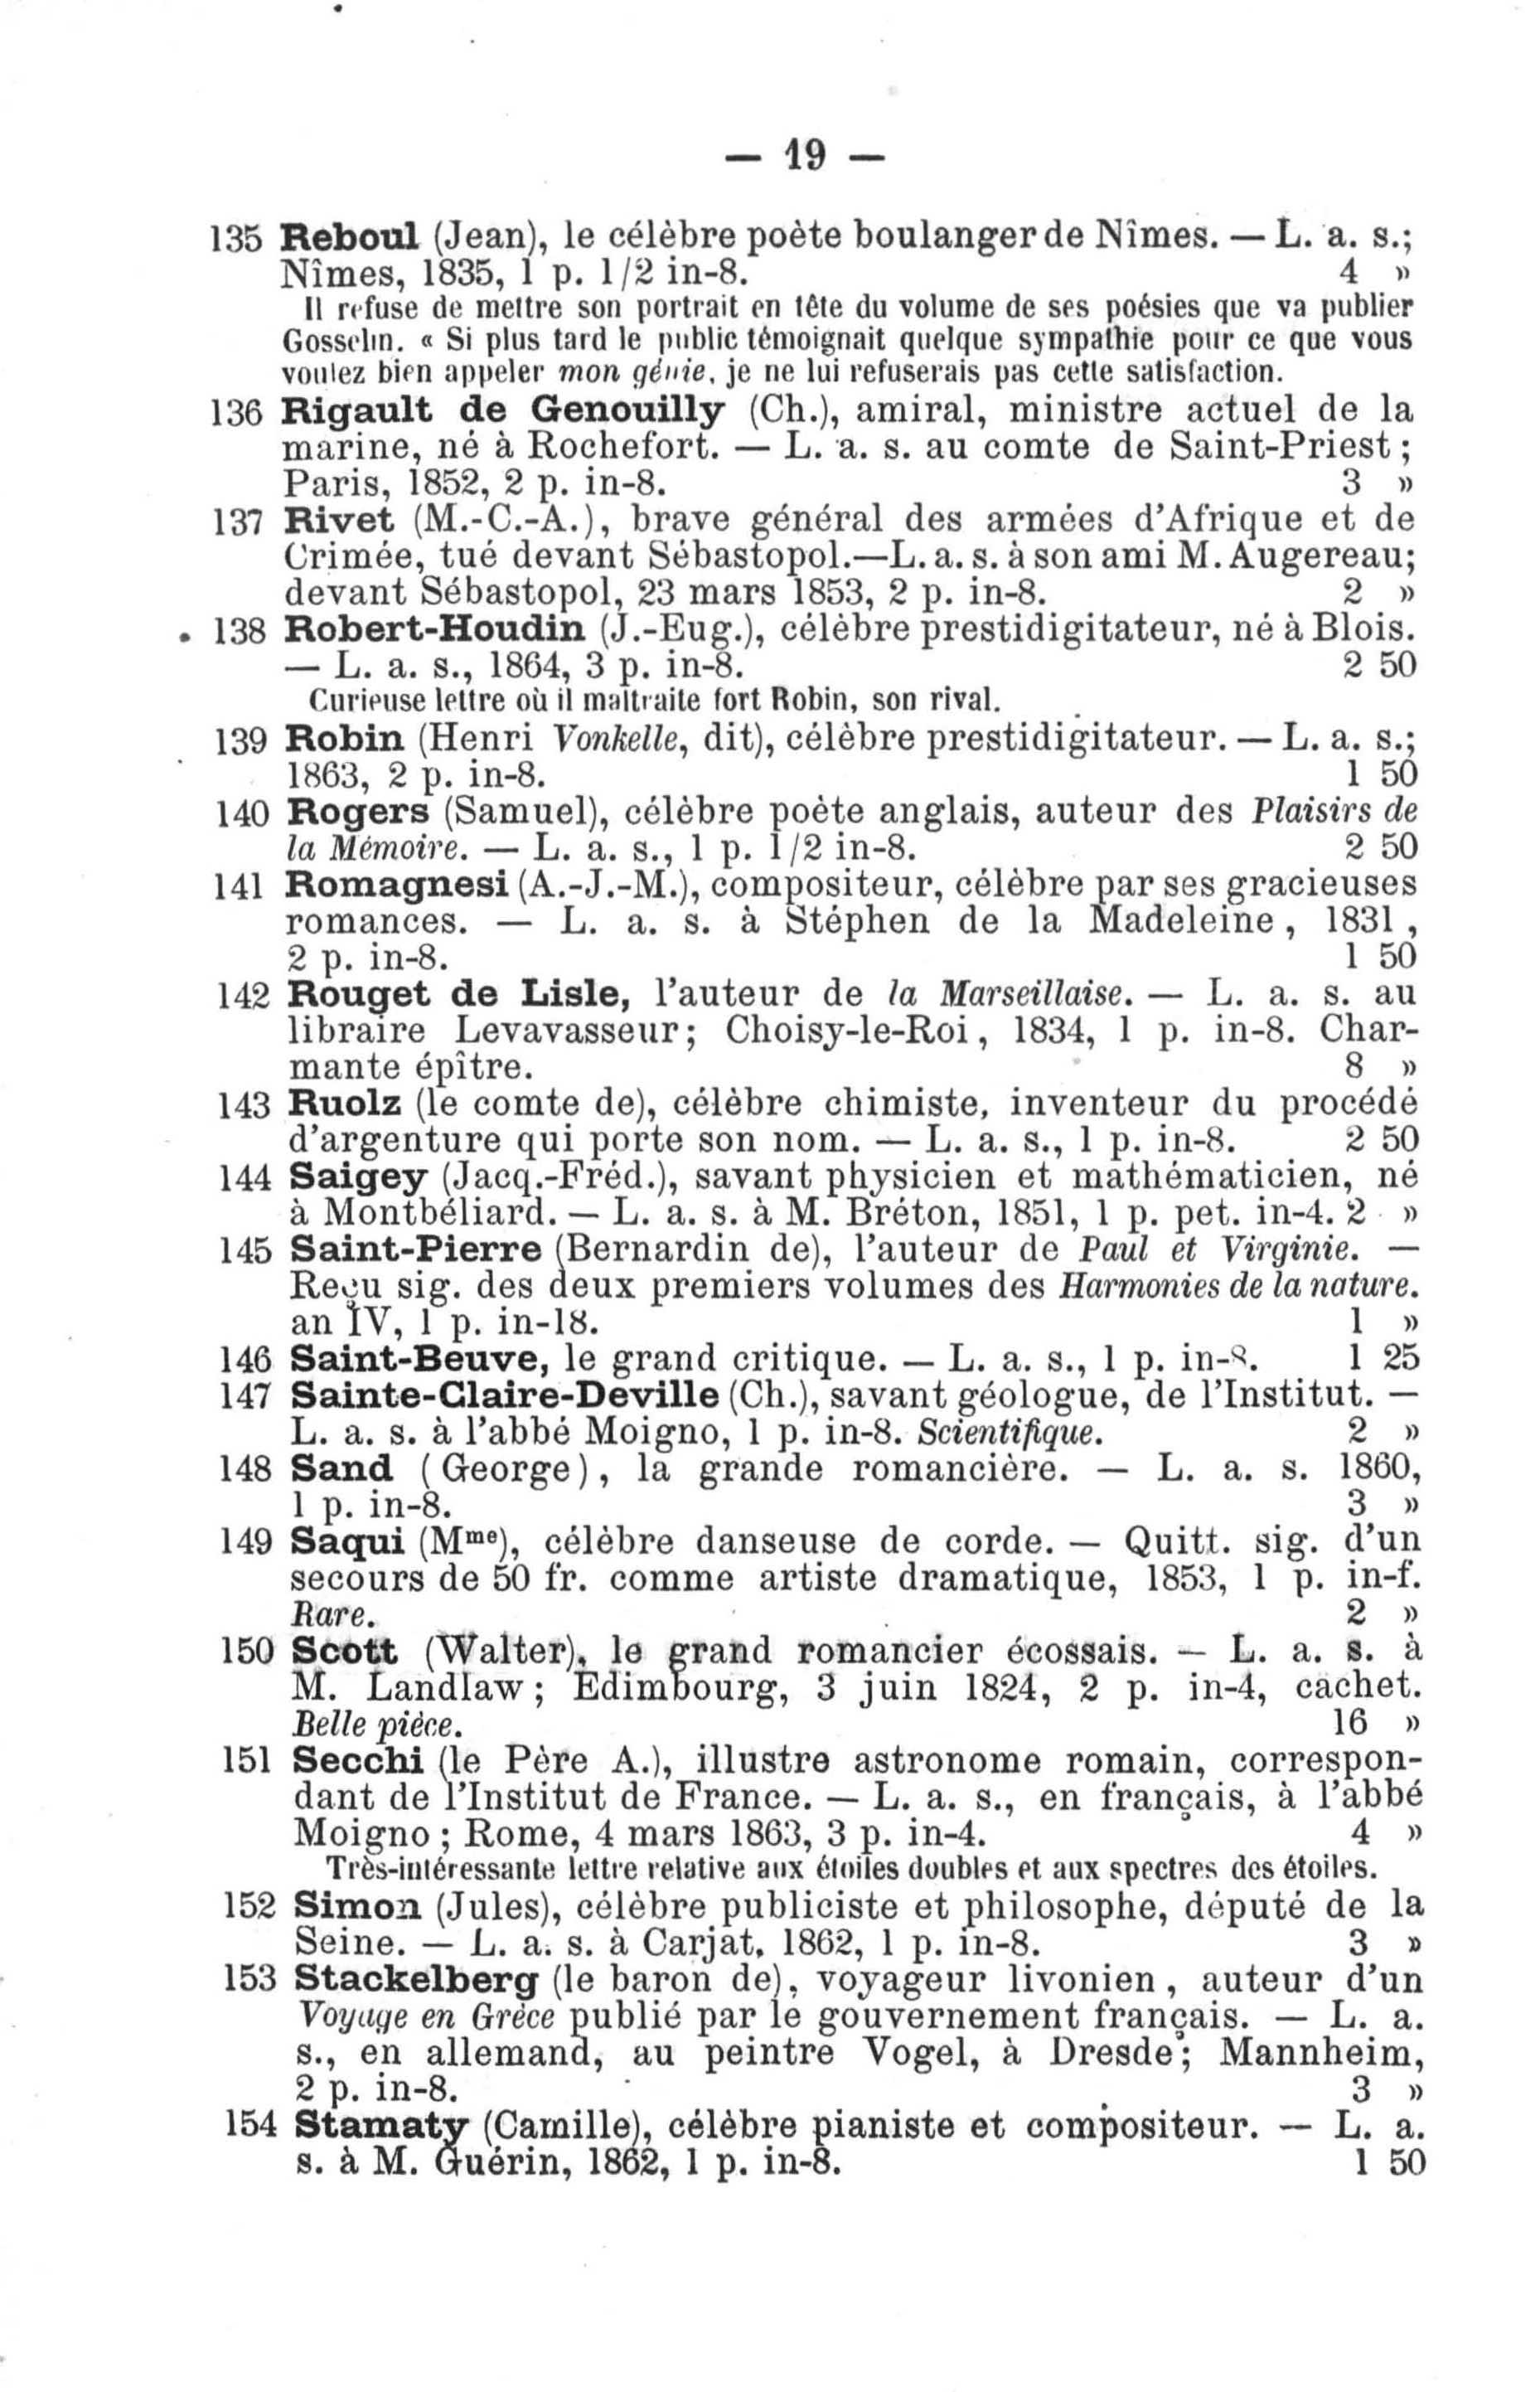 — 19 —
135 Reboul (Jean), le célèbre poète boulanger de Nîmes. — L. a. s.;
Nîmes, 1835, 1 p. 1/2 in-8. 4 »
Il refuse de mettre son portrait en tête du volume de ses poésies que va publier
Gosselin. « Si plus tard le public témoignait quelque sympathie pour ce que vous
voulez bien appeler mon génie, je ne lui refuserais pas cette satisfaction.
136 Rigault de Genouilly (Ch.), amiral, ministre actuel de la
marine, né à Rochefort. — L. a. s. au comte de Saint-Priest ;
Paris, 1852, 2 p. in-8. 3 »
137 Rivet (M.-C.-A.), brave général des armées d'Afrique et de
Crimée, tué devant Sébastopol.—L. a. s. à son ami M. Augereau;
devant Sébastopol, 23 mars 1853, 2 p. in-8. 2 »
138 Robert-Houdin (J.-Eug.), célèbre prestidigitateur, né à Blois.
— L. a. s., 1864, 3 p. in-8. 2 50
Curieuse lettre où il maltraite fort Robin, son rival.
139 Robin (Henri Vonkelle, dit), célèbre prestidigitateur. — L. a. s.;
1863, 2 p. in-8. 1 50
140 Rogers (Samuel), célèbre poète anglais, auteur des Plaisirs de
la Mémoire. — L. a. s., 1 p. 1/2 in-8. 2 50
141 Romagnesi (A.-J.-M.), compositeur, célèbre par ses gracieuses
romances. — L. a. s. à Stéphen de la Madeleine, 1831,
2 p. in-8. 1 50
142 Rouget de Lisle, l'auteur de la Marseillaise. — L. a. s. au
libraire Levavasseur; Choisy-le-Roi, 1834, 1 p. in-8. Char-
mante épître. 8 »
143 Ruolz (le comte de), célèbre chimiste, inventeur du procédé
d'argenture qui porte son nom. — L. a. s., 1 p. in-8. 2 50
144 Saigey (Jacq.-Fréd.), savant physicien et mathématicien, né
à Montbéliard. — L. a. s. à M. Bréton, 1851, 1 p. pet. in-4. 2 »
145 Saint-Pierre (Bernardin de), l'auteur de Paul et Virginie. —
Reçu sig. des deux premiers volumes des Harmonies de la nature.
an IV, 1 p. in-18. 1 »
146 Saint-Beuve, le grand critique. — L. a. s., 1 p. in-8. 1 25
147 Sainte-Claire-Deville (Ch.), savant géologue, de l'Institut. —
L. a. s. à l'abbé Moigno, 1 p. in-8. Scientifique. 2 »
148 Sand (George), la grande romancière. — L. a. s. 1860,
1 p. in-8. 3 »
149 Saqui (Mme), célèbre danseuse de corde. — Quitt. sig. d'un
secours de 50 fr. comme artiste dramatique, 1853, 1 p. in-f.
Rare. 2 »
150 Scott (Walter), le grand romancier écossais. — L. a. s. à
M. Landlaw; Edimbourg, 3 juin 1824, 2 p. in-4, cachet.
Belle pièce. 16 »
151 Secchi (le Père A.), illustre astronome romain, correspon-
dant de l'Institut de France. — L. a. s., en français, à l'abbé
Moigno ; Rome, 4 mars 1863, 3 p. in-4. 4 »
Très-intéressante lettre relative aux étoiles doubles et aux spectres des étoiles.
152 Simon (Jules), célèbre publiciste et philosophe, député de la
Seine. — L. a. s. à Carjat, 1862, 1 p. in-8. 3 »
153 Stackelberg (le baron de), voyageur livonien, auteur d'un
Voyage en Grèce publié par le gouvernement français. — L. a.
s., en allemand, au peintre Vogel, à Dresde; Mannheim,
2 p. in-8. 3 »
154 Stamaty (Camille), célèbre pianiste et compositeur. — L. a.
s. à M. Guérin, 1862, 1 p. in-8. 1 50